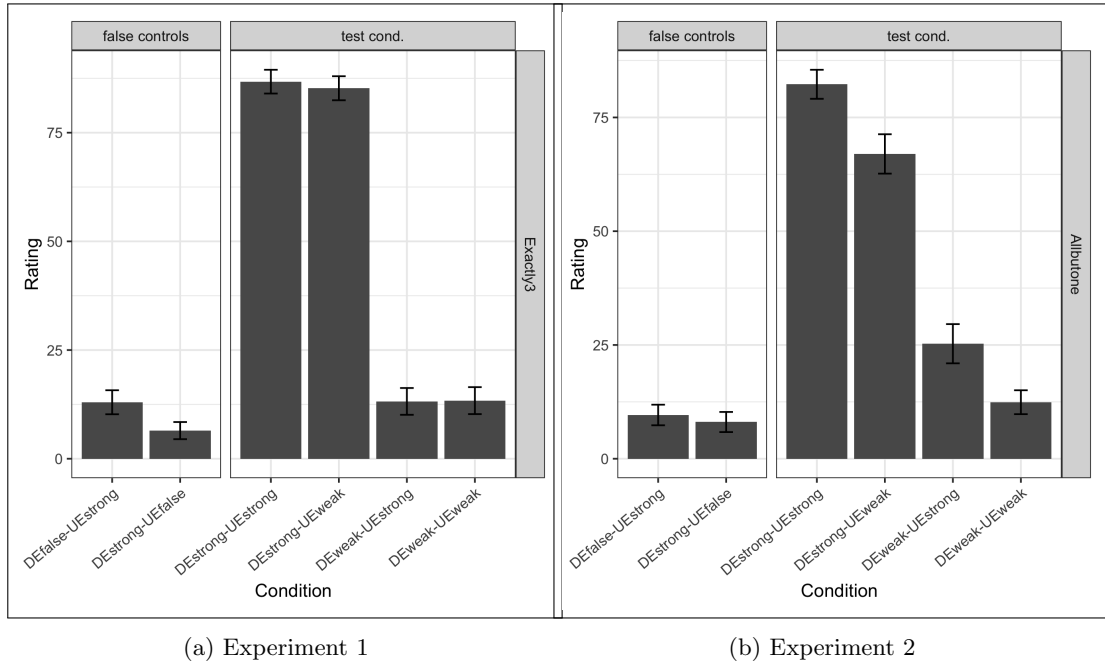 false controls
test cond.
Rating
75
50
25
0
Exactly3
DEfalse-UEstrong
DEstrong-UEfalse
DEstrong-UEstrong
DEstrong-UEweak
DEweak-UEstrong
DEweak-UEweak
Condition
(a) Experiment 1
false controls
test cond.
Rating
75
50
25
0
Allbutone
DEfalse-UEstrong
DEstrong-UEfalse
DEstrong-UEstrong
DEstrong-UEweak
DEweak-UEstrong
DEweak-UEweak
Condition
(b) Experiment 2